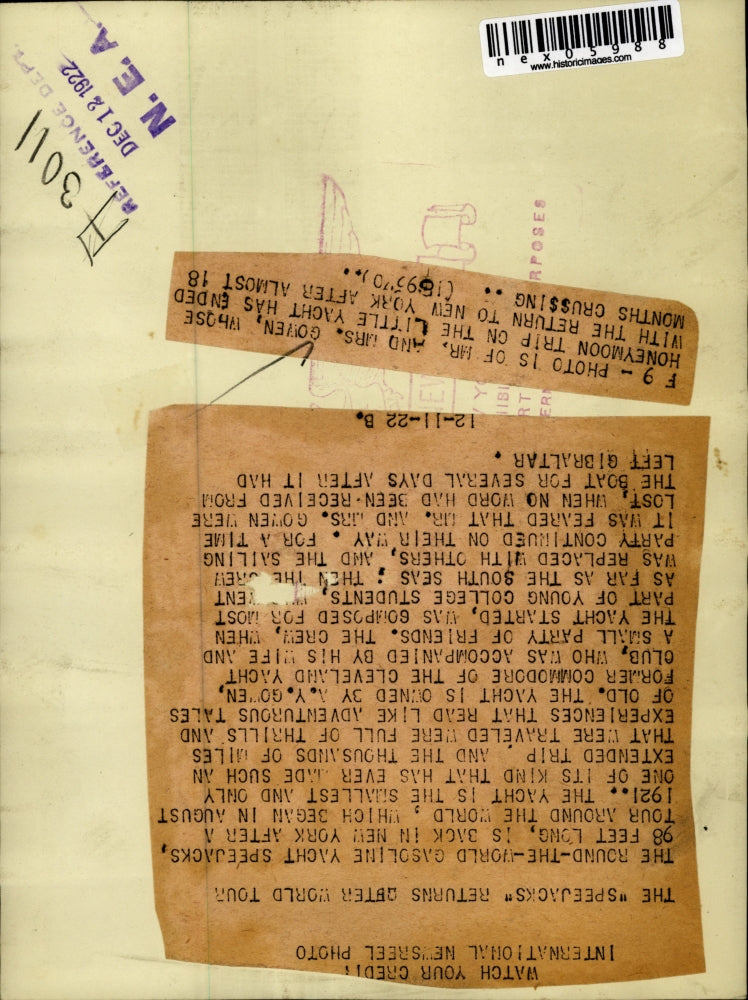 nex05988
www.historicimages.com
REFERENCE DEPT.
DEC 12 1922
N. E. A.
H 3011
RPOSES
WATCH YOUR CREDIT
INTERNATIONAL NEWSREEL PHOTO
THE "SPEEJACKS" RETURNS AFTER WORLD TOUR
THE ROUND-THE-WORLD GASOLINE YACHT SPEEJACKS,
98 FEET LONG, IS BACK IN NEW YORK AFTER A
TOUR AROUND THE WORLD , WHICH BEGAN IN AUGUST
1921.. THE YACHT IS THE SMALLEST AND ONLY
ONE OF ITS KIND THAT HAS EVER MADE SUCH AN
EXTENDED TRIP . AND THE THOUSANDS OF MILES
THAT WERE TRAVELED WERE FULL OF THRILLS AND
EXPERIENCES THAT READ LIKE ADVENTUROUS TALES
OF OLD. THE YACHT IS OWNED BY A.Y.GOWEN,
FORMER COMMODORE OF THE CLEVELAND YACHT
CLUB, WHO WAS ACCOMPANIED BY HIS WIFE AND
A SMALL PARTY OF FRIENDS. THE CREW, WHEN
THE YACHT STARTED, WAS COMPOSED FOR MOST
PART OF YOUNG COLLEGE STUDENTS, ENT
AS FAR AS THE SOUTH SEAS ; THEN THE CREW
WAS REPLACED WITH OTHERS, AND THE SAILING
PARTY CONTINUED ON THEIR WAY . FOR A TIME
IT WAS FEARED THAT MR. AND MRS. GOWEN WERE
LOST, WHEN NO WORD HAD BEEN RECEIVED FROM
THE BOAT FOR SEVERAL DAYS AFTER IT HAD
LEFT GIBRALTAR .
12-11-22 B.
F 9 - PHOTO IS OF MR. AND MRS. GOWEN, WHOSE
HONEYMOON TRIP ON THE LITTLE YACHT HAS ENDED
WITH THE RETURN TO NEW YORK AFTER ALMOST 18
MONTHS CRUSSING ..